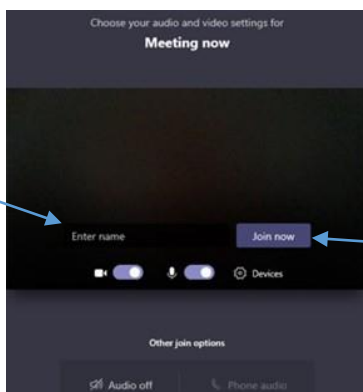 Choose your audio and video settings for
Meeting now
Enter name
Join now
Devices
Other join options
Audio off
Phone audio